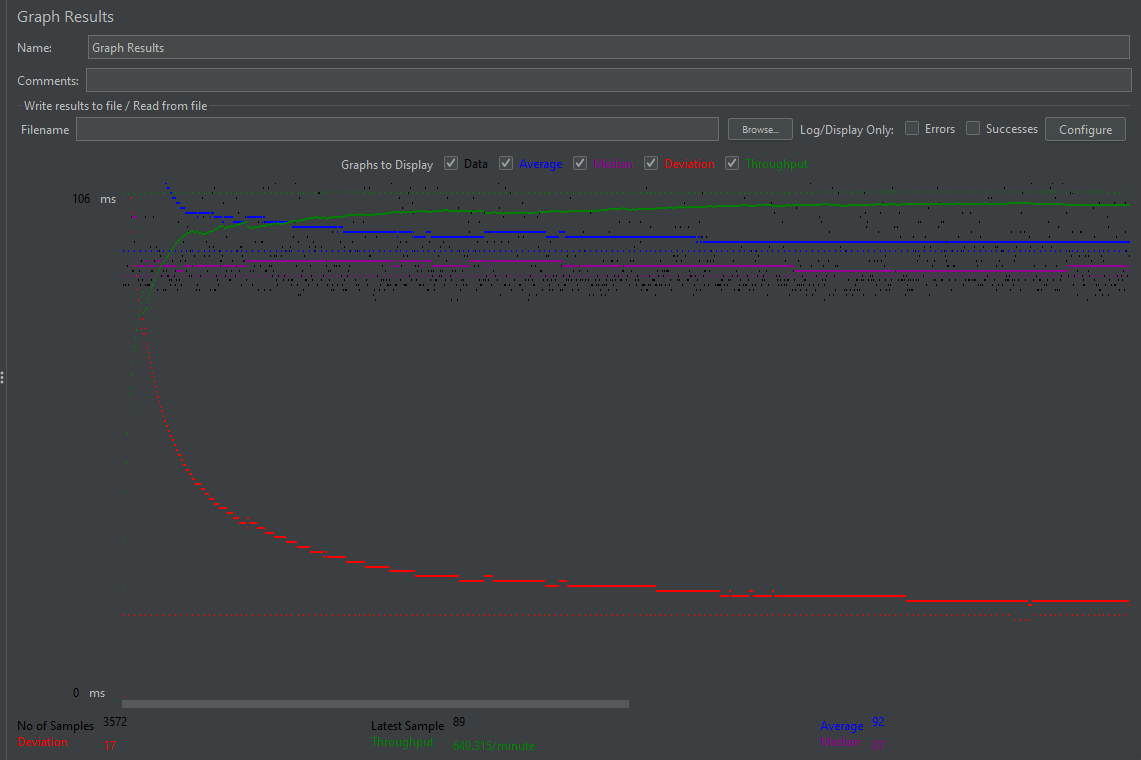 Graph Results
Name: Graph Results
Comments:
Write results to file / Read from file
Filename Browse... Log/Display Only: Errors Successes Configure
Graphs to Display Data Average Median Deviation Throughput
106 ms
0 ms
No of Samples 3572 Latest Sample 89 Average 92
Deviation 17 Throughput 649.315/minute Median